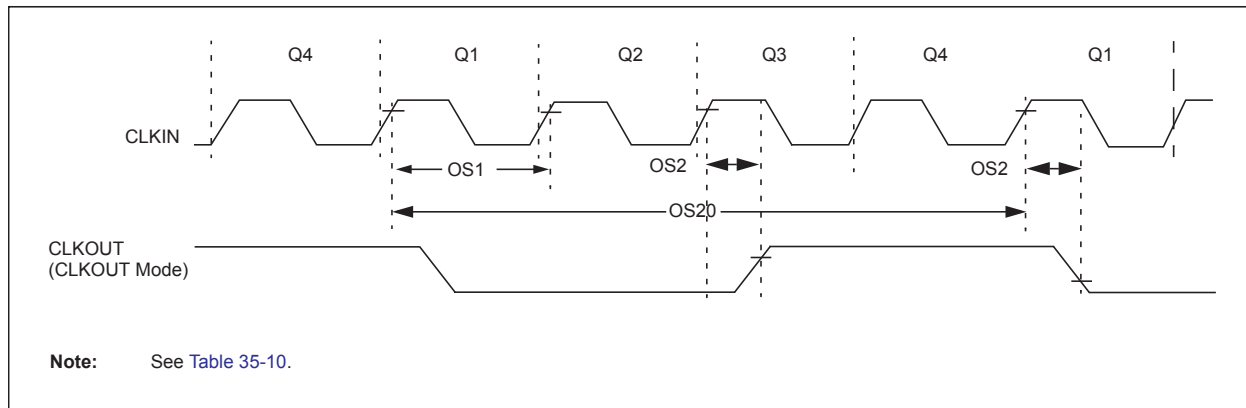 Q4 Q1 Q2 Q3 Q4 Q1
CLKIN
OS1 OS2 OS2
OS20
CLKOUT
(CLKOUT Mode)
Note: See Table 35-10.